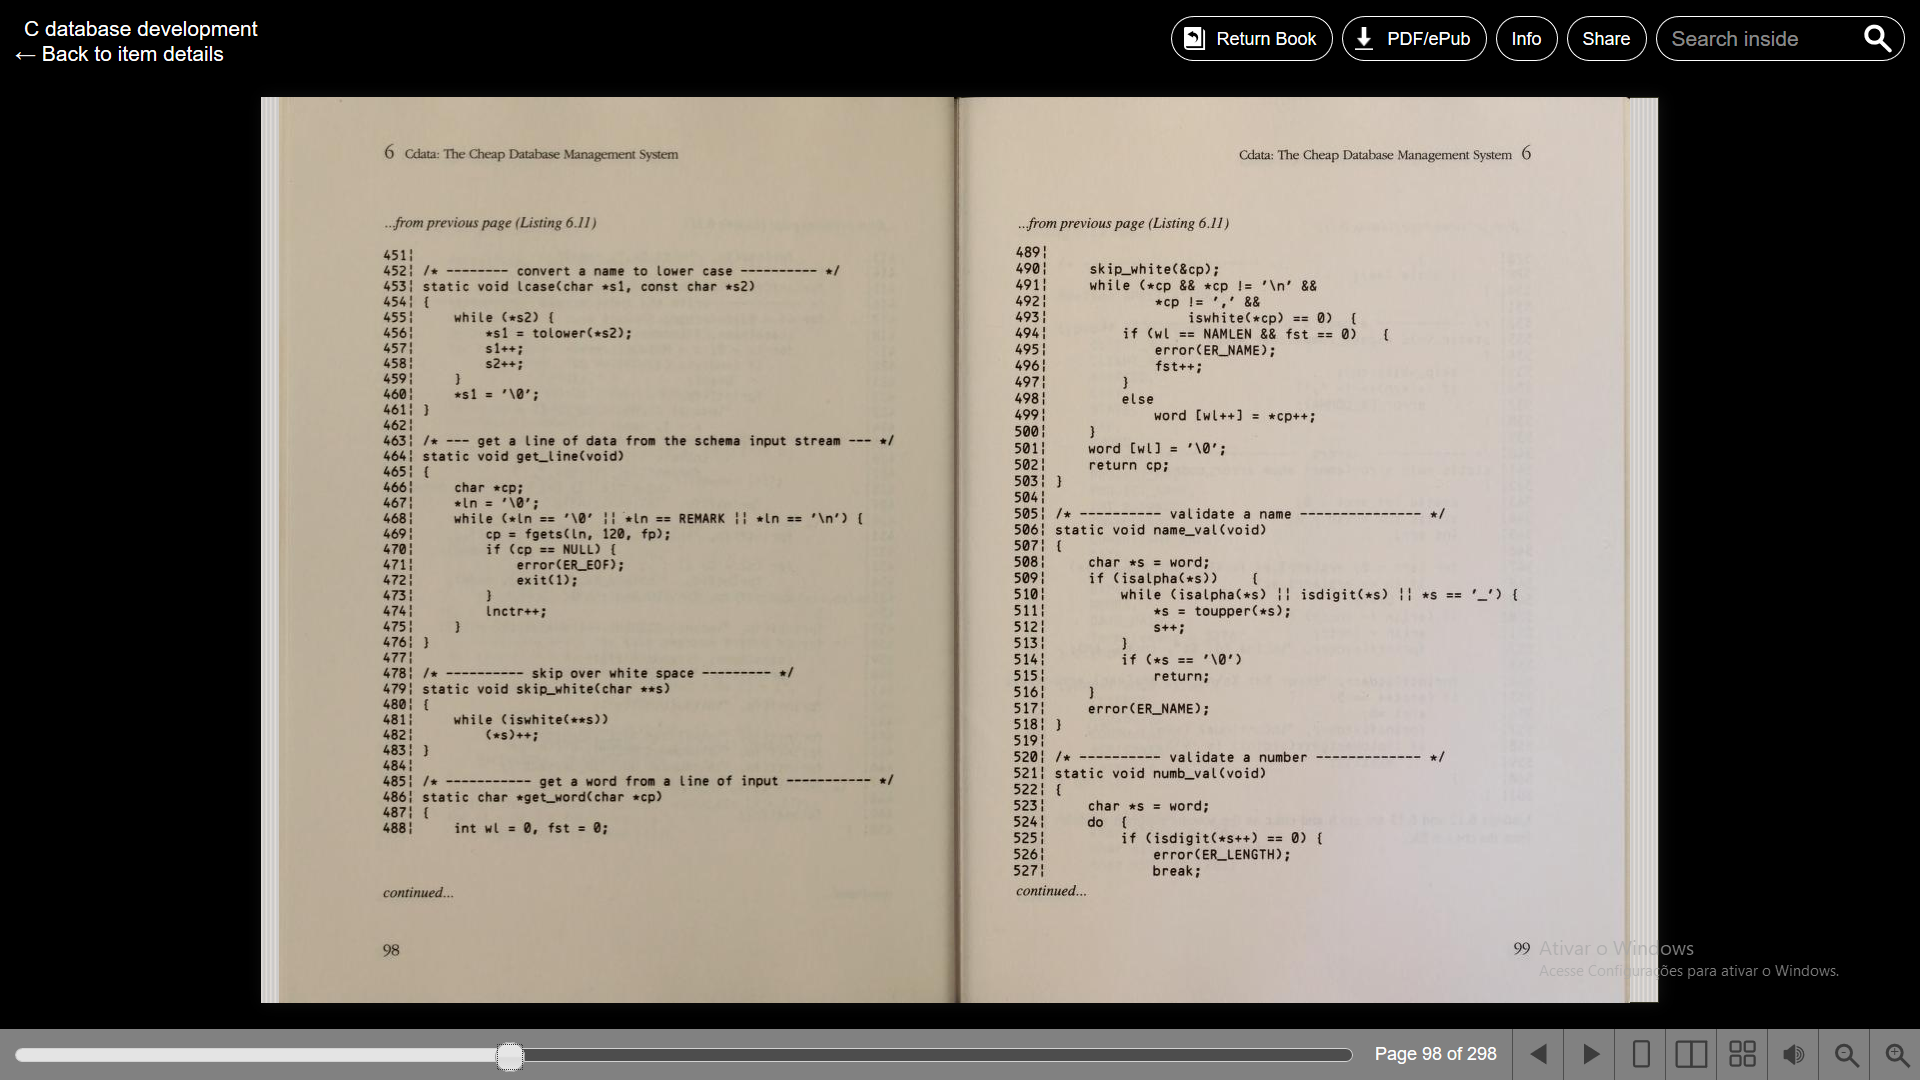 C database development
← Back to item details
Return Book
PDF/ePub
Info
Share
Search inside
6 Cdata: The Cheap Database Management System
...from previous page (Listing 6.11)
451¦
452¦ /* -------- convert a name to lower case ---------- */
453¦ static void lcase(char *s1, const char *s2)
454¦ {
455¦     while (*s2) {
456¦         *s1 = tolower(*s2);
457¦         s1++;
458¦         s2++;
459¦     }
460¦     *s1 = '\0';
461¦ }
462¦
463¦ /* --- get a line of data from the schema input stream --- */
464¦ static void get_line(void)
465¦ {
466¦     char *cp;
467¦     *ln = '\0';
468¦     while (*ln == '\0' ¦¦ *ln == REMARK ¦¦ *ln == '\n') {
469¦         cp = fgets(ln, 120, fp);
470¦         if (cp == NULL) {
471¦             error(ER_EOF);
472¦             exit(1);
473¦         }
474¦         lnctr++;
475¦     }
476¦ }
477¦
478¦ /* ---------- skip over white space --------- */
479¦ static void skip_white(char **s)
480¦ {
481¦     while (iswhite(**s))
482¦         (*s)++;
483¦ }
484¦
485¦ /* ----------- get a word from a line of input ----------- */
486¦ static char *get_word(char *cp)
487¦ {
488¦     int wl = 0, fst = 0;
continued...
98
Cdata: The Cheap Database Management System 6
...from previous page (Listing 6.11)
489¦
490¦     skip_white(&cp);
491¦     while (*cp && *cp != '\n' &&
492¦             *cp != ',' &&
493¦                 iswhite(*cp) == 0)  {
494¦         if (wl == NAMLEN && fst == 0)   {
495¦             error(ER_NAME);
496¦             fst++;
497¦         }
498¦         else
499¦             word [wl++] = *cp++;
500¦     }
501¦     word [wl] = '\0';
502¦     return cp;
503¦ }
504¦
505¦ /* ---------- validate a name --------------- */
506¦ static void name_val(void)
507¦ {
508¦     char *s = word;
509¦     if (isalpha(*s))    {
510¦         while (isalpha(*s) ¦¦ isdigit(*s) ¦¦ *s == '_') {
511¦             *s = toupper(*s);
512¦             s++;
513¦         }
514¦         if (*s == '\0')
515¦             return;
516¦     }
517¦     error(ER_NAME);
518¦ }
519¦
520¦ /* ---------- validate a number ------------- */
521¦ static void numb_val(void)
522¦ {
523¦     char *s = word;
524¦     do  {
525¦         if (isdigit(*s++) == 0) {
526¦             error(ER_LENGTH);
527¦             break;
continued...
99
Ativar o Windows
Acesse Configurações para ativar o Windows.
Page 98 of 298